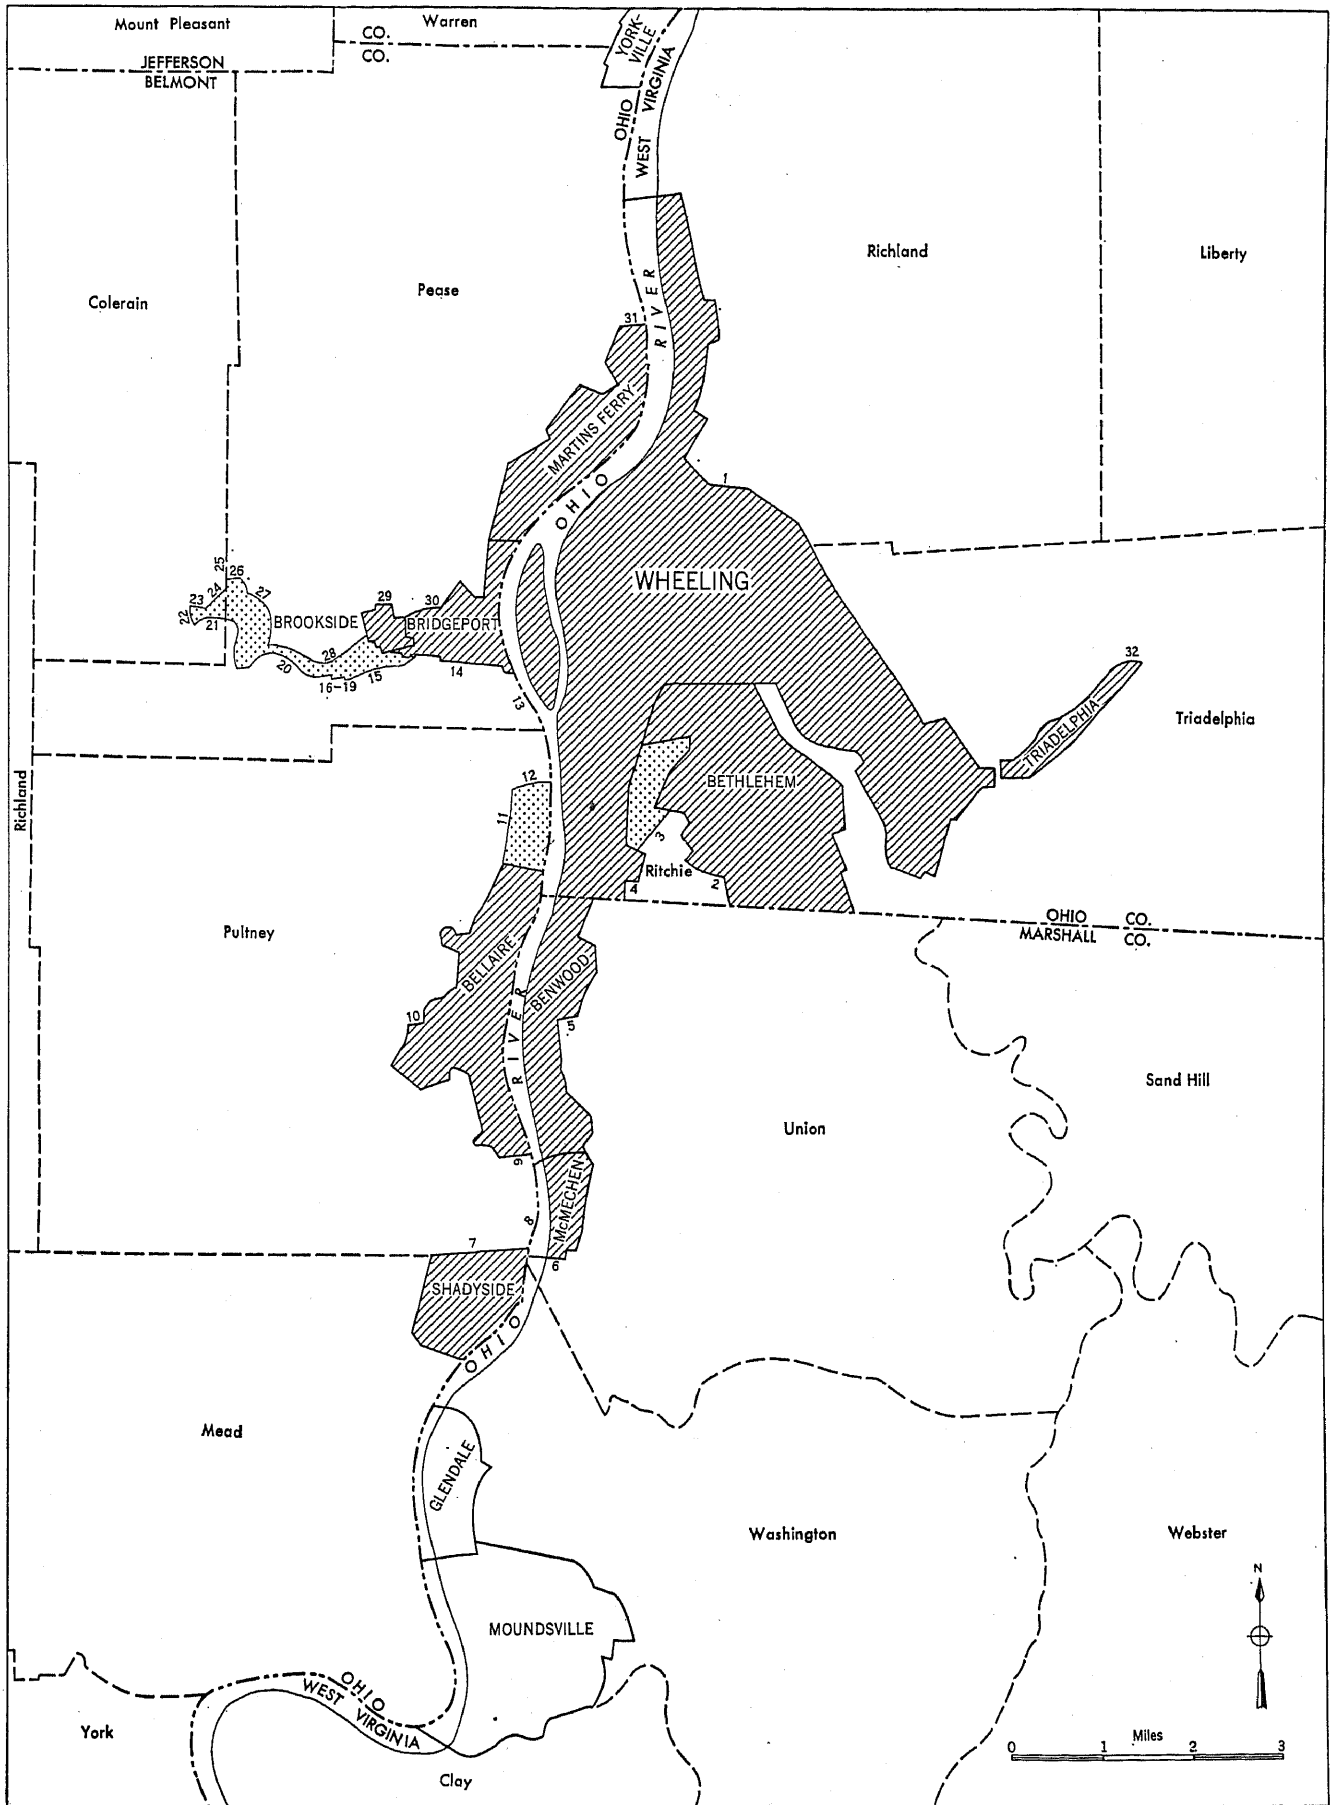 Mount Pleasant
Warren
CO.
CO.
JEFFERSON
BELMONT
YORK-
VILLE
OHIO
WEST VIRGINIA
Richland
Liberty
Colerain
Pease
RIVER
31
MARTINS FERRY
1
OHIO
WHEELING
25
26
24
27
23
22
21
BROOKSIDE
29
30
BRIDGEPORT
28
20
16-19
15
14
13
32
TRIADELPHIA
Triadelphia
Richland
12
11
BETHLEHEM
3
Ritchie
4
2
OHIO CO.
MARSHALL CO.
Pultney
BELLAIRE
BENWOOD
10
RIVER
5
Sand Hill
Union
9
McMECHEN
8
7
6
SHADYSIDE
OHIO
Mead
GLENDALE
Washington
Webster
N
MOUNDSVILLE
OHIO
WEST VIRGINIA
York
Clay
Miles
0 1 2 3